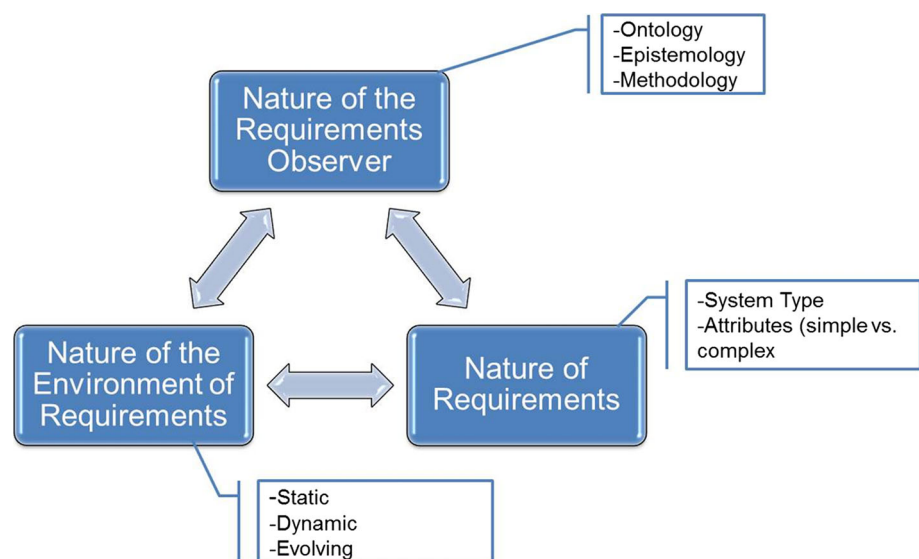 -Ontology
-Epistemology
-Methodology
Nature of the
Requirements
Observer
-System Type
-Attributes (simple vs.
complex
Nature of the
Environment of
Requirements
Nature of
Requirements
-Static
-Dynamic
-Evolving